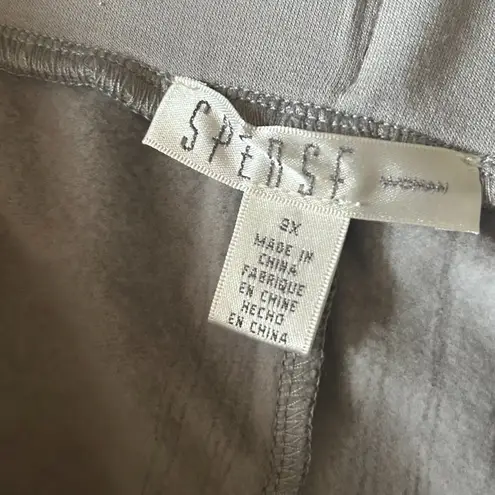 SPENSE WOMAN
2X
MADE IN
CHINA
FABRIQUE
EN CHINE
HECHO
EN CHINA